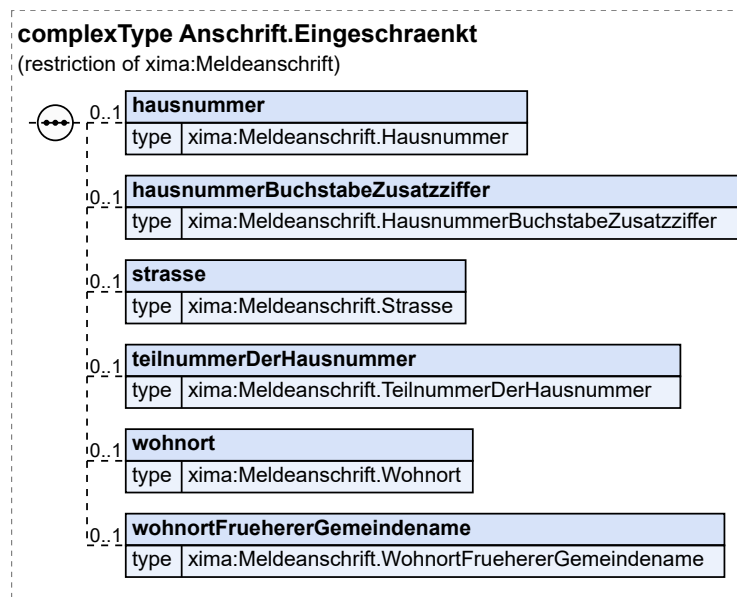 complexType Anschrift.Eingeschraenkt
(restriction of xima:Meldeanschrift)
0..1 hausnummer
type xima:Meldeanschrift.Hausnummer
0..1 hausnummerBuchstabeZusatzziffer
type xima:Meldeanschrift.HausnummerBuchstabeZusatzziffer
0..1 strasse
type xima:Meldeanschrift.Strasse
0..1 teilnummerDerHausnummer
type xima:Meldeanschrift.TeilnummerDerHausnummer
0..1 wohnort
type xima:Meldeanschrift.Wohnort
0..1 wohnortFruehererGemeindename
type xima:Meldeanschrift.WohnortFruehererGemeindename